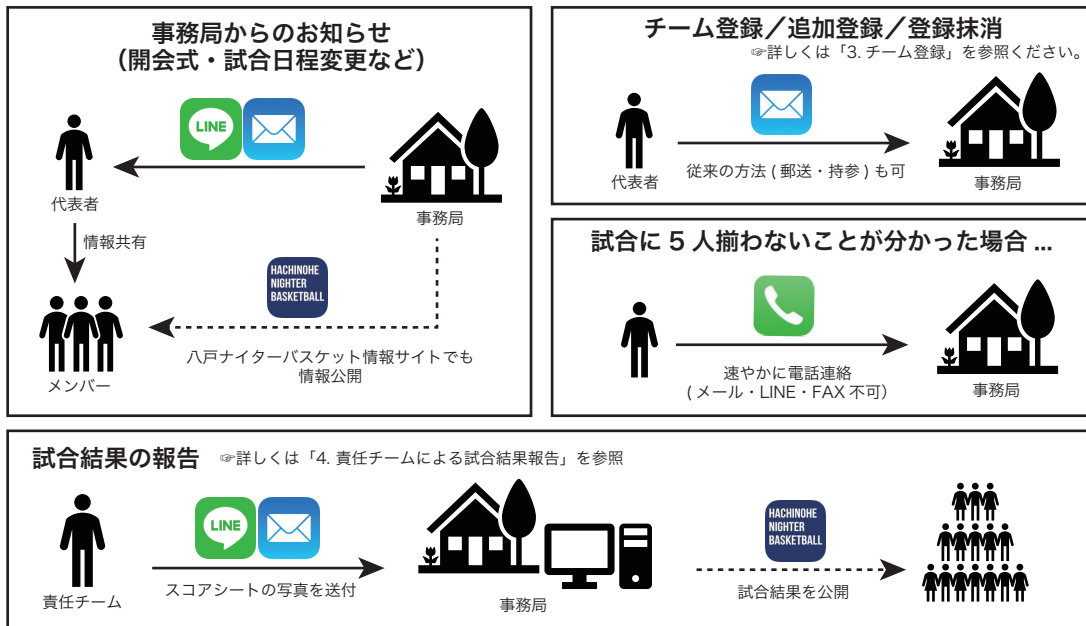 事務局からのお知らせ
(開会式・試合日程変更など)
LINE
代表者
事務局
情報共有
HACHINOHE
NIGHTER
BASKETBALL
メンバー
八戸ナイターバスケット情報サイトでも
情報公開
チーム登録／追加登録／登録抹消
☞詳しくは「3. チーム登録」を参照ください。
代表者
従来の方法 ( 郵送・持参 ) も可
事務局
試合に 5 人揃わないことが分かった場合 ...
速やかに電話連絡
( メール・LINE・FAX 不可)
事務局
試合結果の報告 ☞詳しくは「4. 責任チームによる試合結果報告」を参照
LINE
責任チーム
スコアシートの写真を送付
事務局
HACHINOHE
NIGHTER
BASKETBALL
試合結果を公開